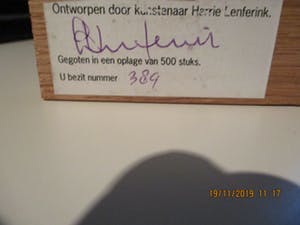 Ontworpen door kunstenaar Harrie Lenferink.
Gegoten in een oplage van 500 stuks.
U bezit nummer 389
19/11/2019 11:17